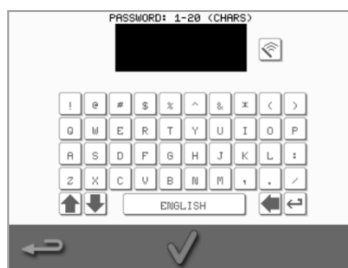 PASSWORD: 1-20 (CHARS)
! @ # $ % ^ & * ( )
Q W E R T Y U I O P
A S D F G H J K L :
Z X C V B N M , . /
ENGLISH